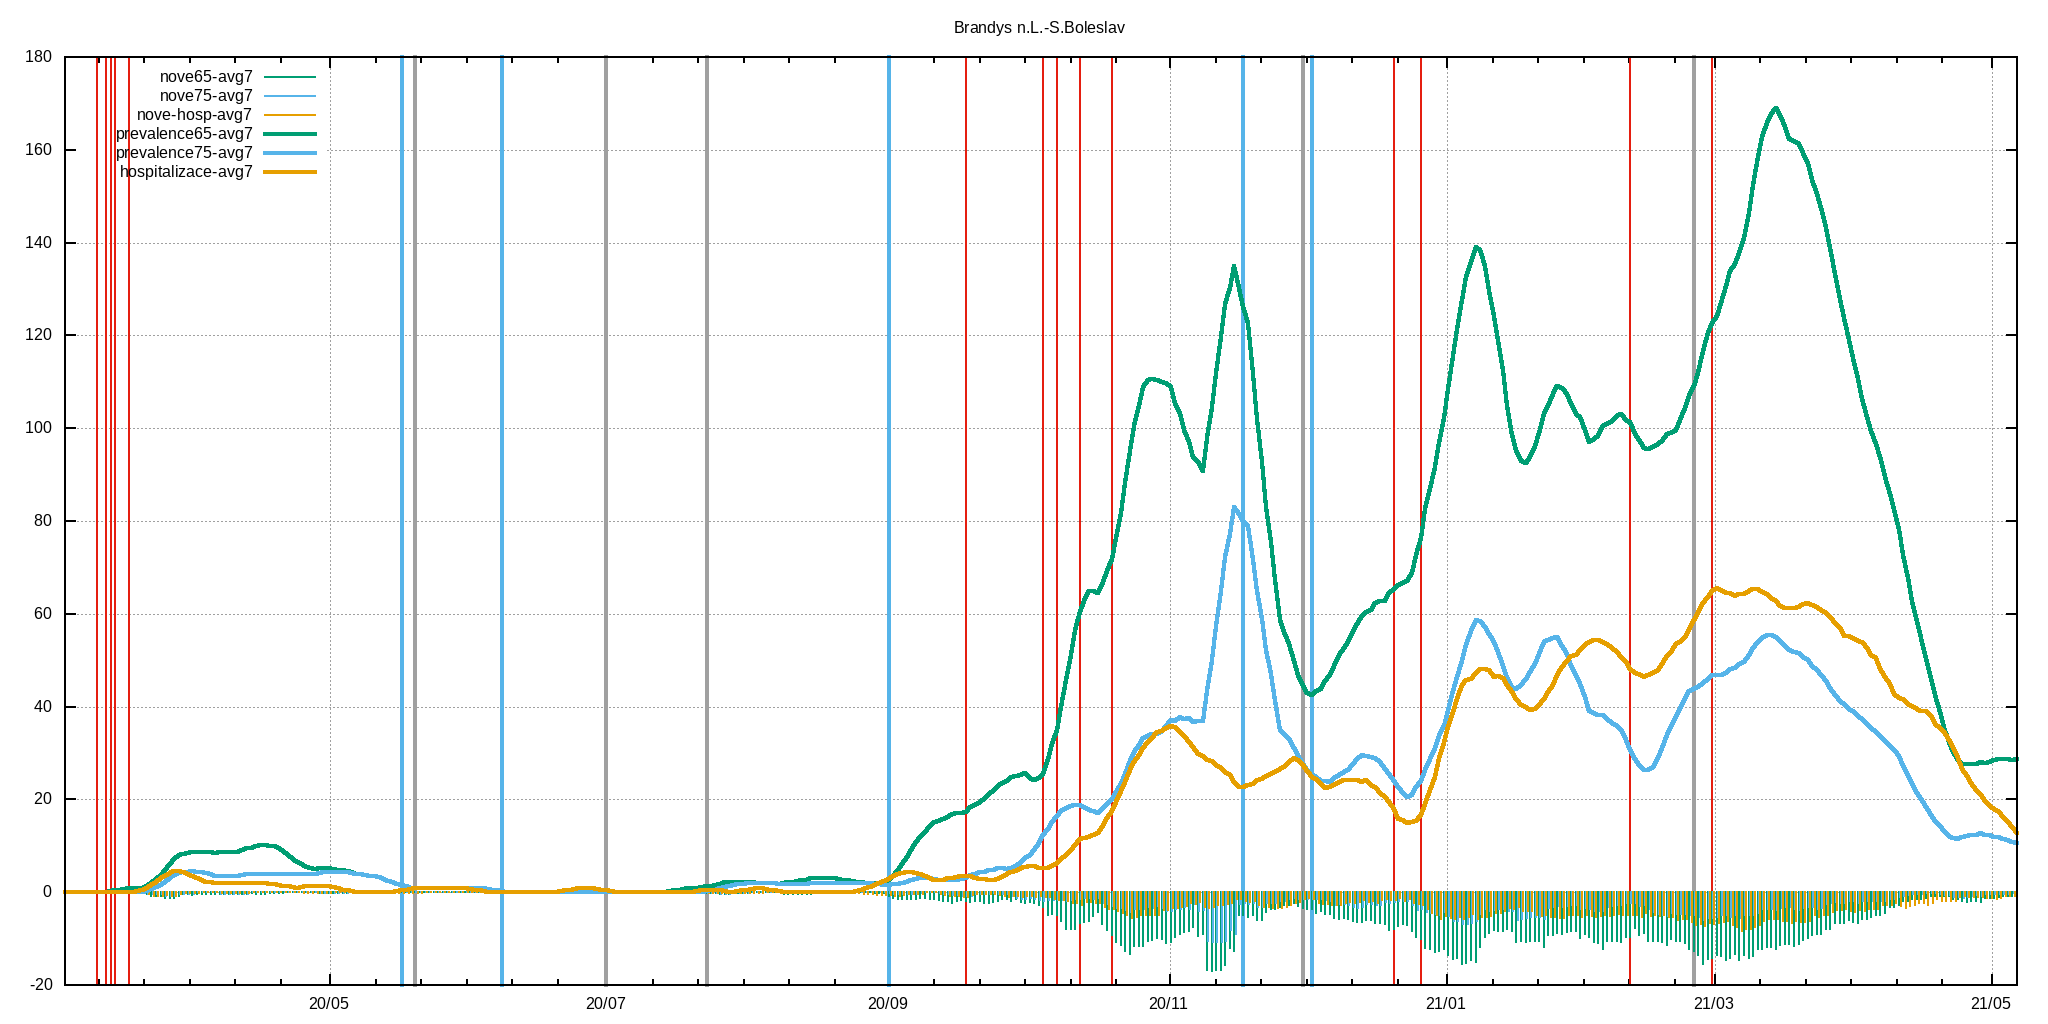 Brandys n.L.-S.Boleslav
180
160
140
120
100
80
60
40
20
0
-20
nove65-avg7
nove75-avg7
nove-hosp-avg7
prevalence65-avg7
prevalence75-avg7
hospitalizace-avg7
20/05
20/07
20/09
20/11
21/01
21/03
21/05